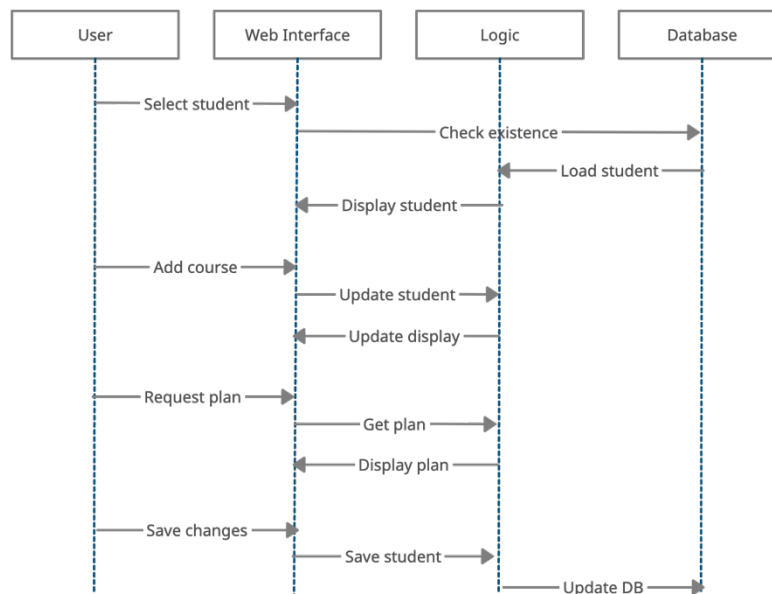 User
Web Interface
Logic
Database
Select student
Check existence
Load student
Display student
Add course
Update student
Update display
Request plan
Get plan
Display plan
Save changes
Save student
Update DB